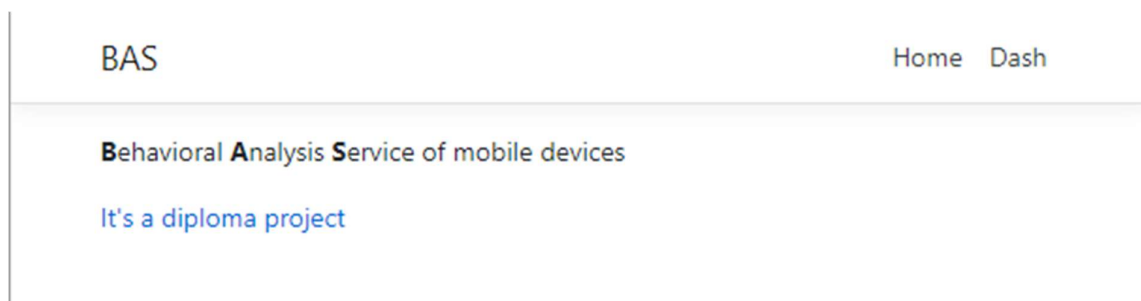 BAS
Home Dash
Behavioral Analysis Service of mobile devices
It's a diploma project